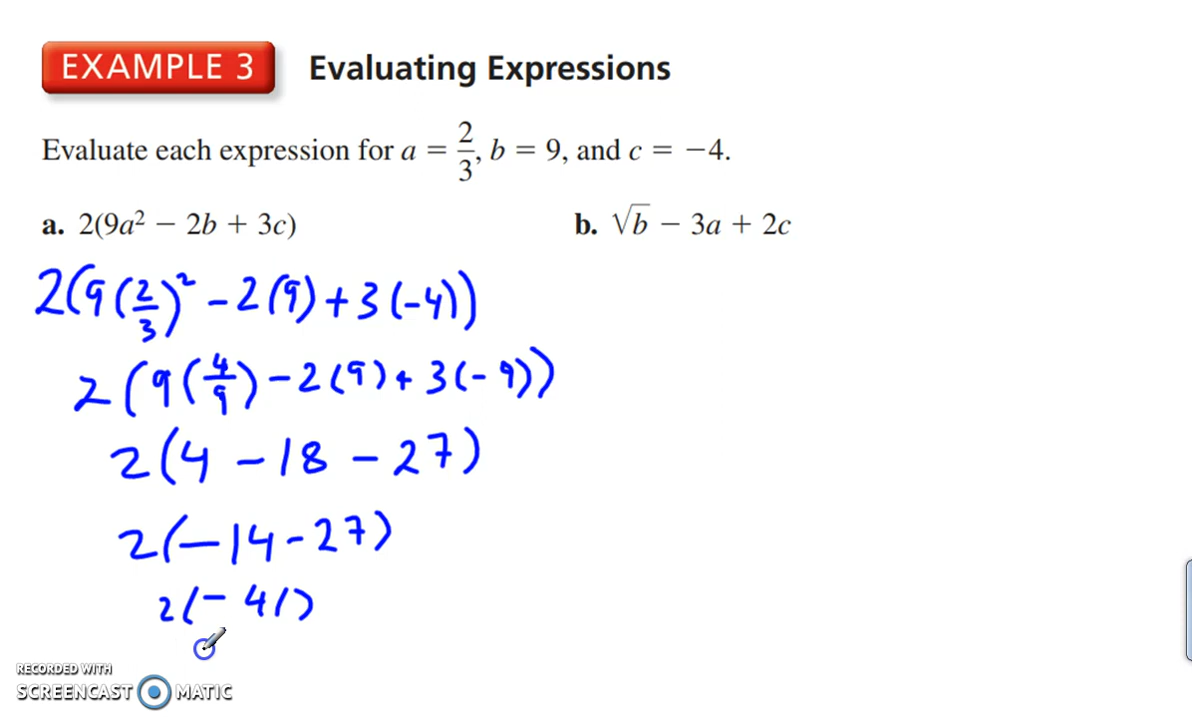 EXAMPLE 3 Evaluating Expressions
Evaluate each expression for a = 2/3, b = 9, and c = −4.
a. 2(9a² − 2b + 3c) b. √b − 3a + 2c
2(9(2/3)² − 2(9) + 3(−4))
2(9(4/9) − 2(9) + 3(−9))
2(4 − 18 − 27)
2(−14 − 27)
2(−41)
RECORDED WITH
SCREENCAST MATIC